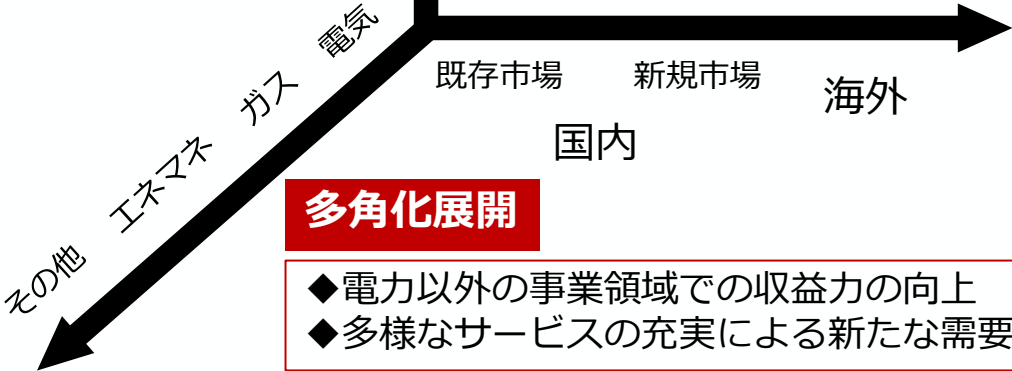 電気
ガス
エネマネ
その他
既存市場 新規市場 海外
国内
多角化展開
◆電力以外の事業領域での収益力の向上
◆多様なサービスの充実による新たな需要